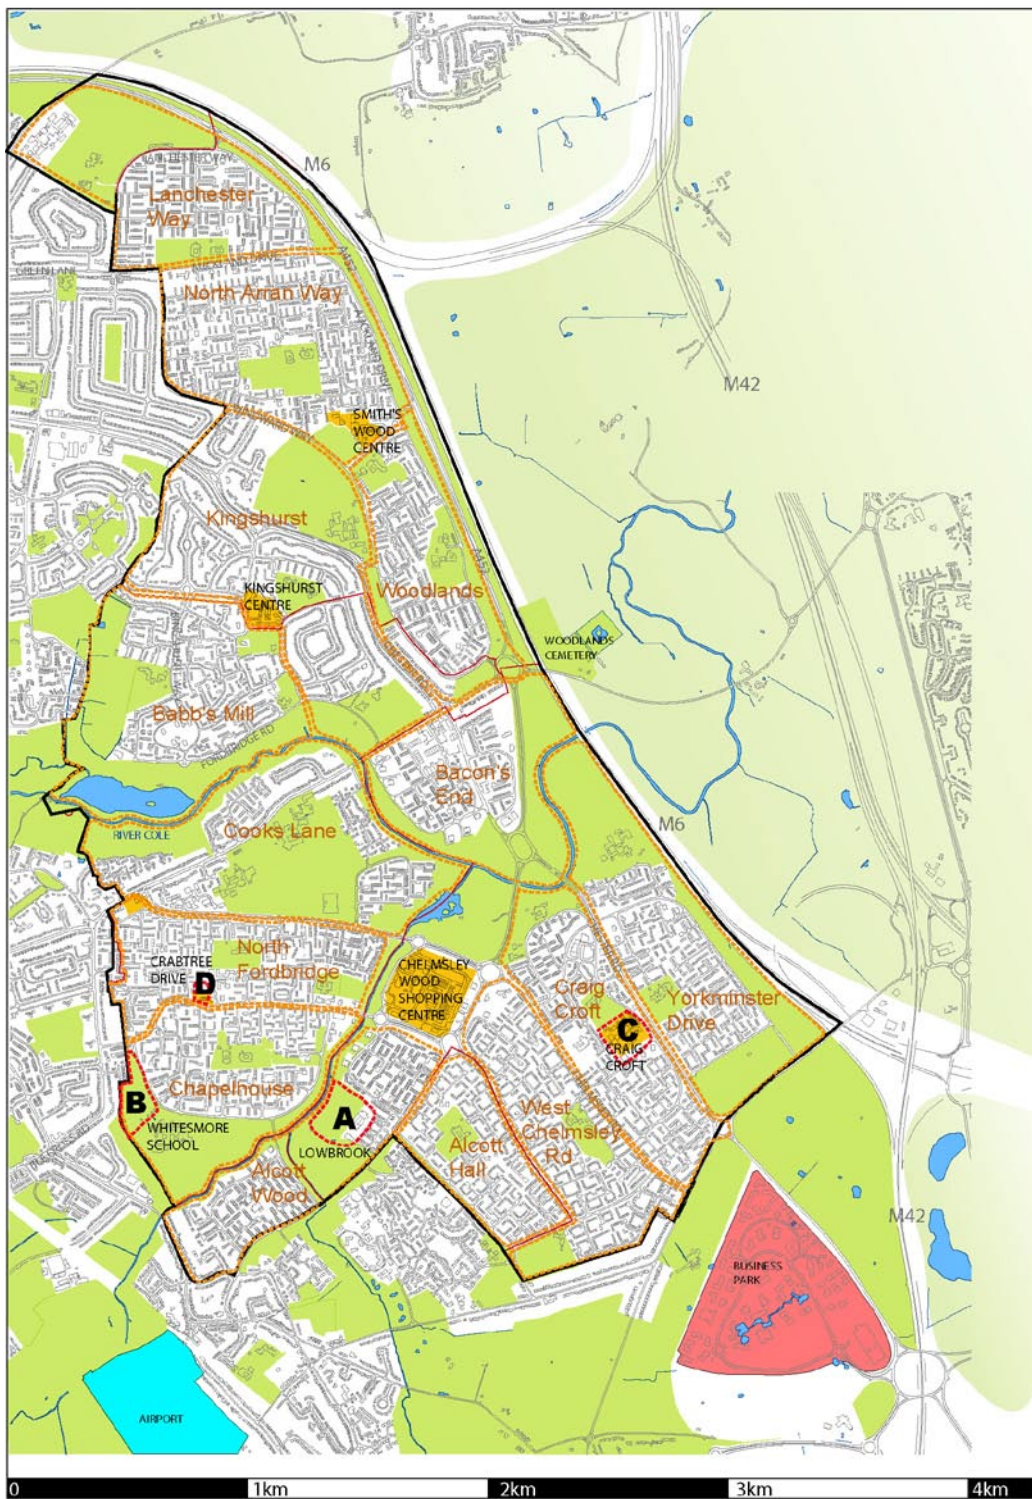 M6
LANCHESTER WAY
Lanchester
Way
GREEN LANE
North Arran Way
M42
SMITH'S
WOOD
CENTRE
Kingshurst
KINGSHURST
CENTRE
Woodlands
WOODLANDS
CEMETERY
Babb's Mill
FORDBRIDGE RD
Bacon's
End
RIVER COLE
Cooks Lane
M6
CRABTREE
DRIVE
D
North
Fordbridge
CHELMSLEY
WOOD
SHOPPING
CENTRE
Craig
Croft
Yorkminster
Drive
C
CRAIG
CROFT
Chapelhouse
B
WHITESMORE
SCHOOL
A
LOWBROOK
Alcott
Wood
Alcott
Hall
West
Chelmsley
Rd
M42
BUSINESS
PARK
AIRPORT
0 1km 2km 3km 4km